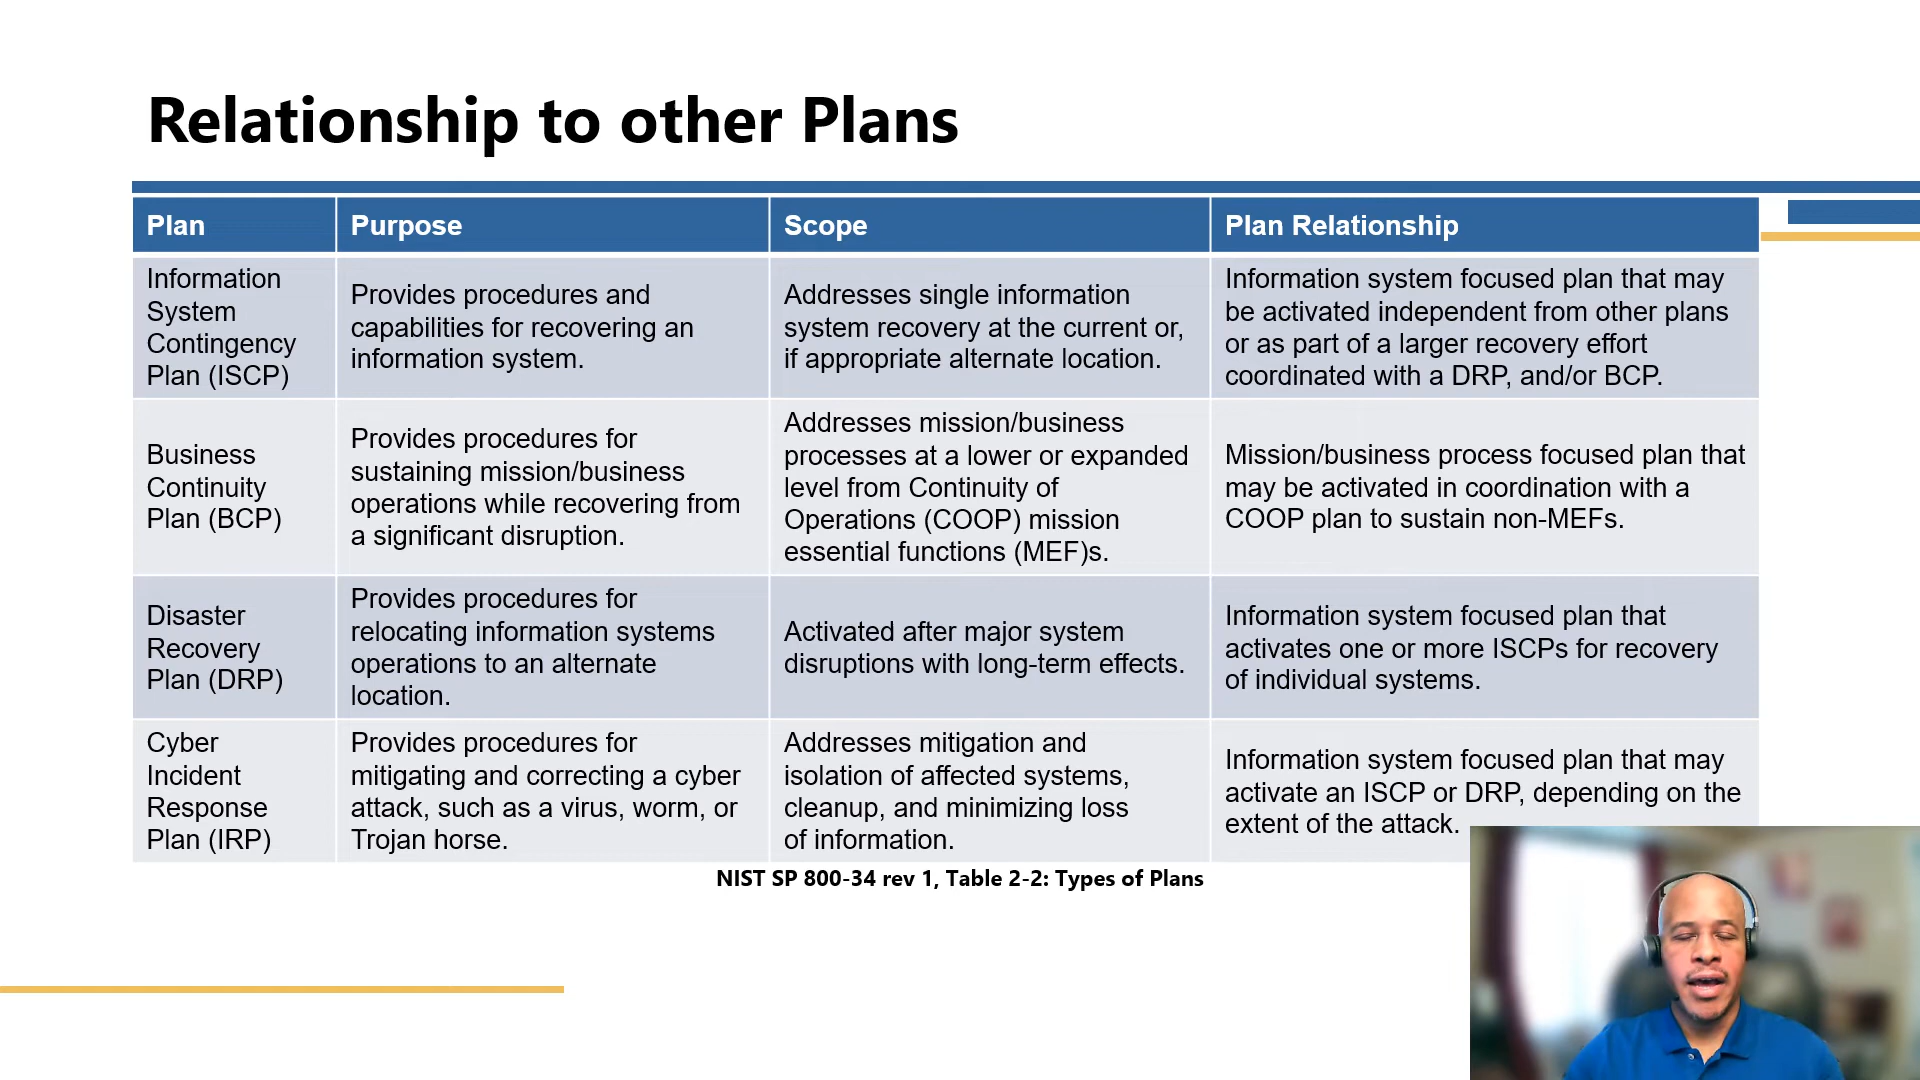 Relationship to other Plans
Plan
Purpose
Scope
Plan Relationship
Information
System
Contingency
Plan (ISCP)
Provides procedures and
capabilities for recovering an
information system.
Addresses single information
system recovery at the current or,
if appropriate alternate location.
Information system focused plan that may
be activated independent from other plans
or as part of a larger recovery effort
coordinated with a DRP, and/or BCP.
Business
Continuity
Plan (BCP)
Provides procedures for
sustaining mission/business
operations while recovering from
a significant disruption.
Addresses mission/business
processes at a lower or expanded
level from Continuity of
Operations (COOP) mission
essential functions (MEF)s.
Mission/business process focused plan that
may be activated in coordination with a
COOP plan to sustain non-MEFs.
Disaster
Recovery
Plan (DRP)
Provides procedures for
relocating information systems
operations to an alternate
location.
Activated after major system
disruptions with long-term effects.
Information system focused plan that
activates one or more ISCPs for recovery
of individual systems.
Cyber
Incident
Response
Plan (IRP)
Provides procedures for
mitigating and correcting a cyber
attack, such as a virus, worm, or
Trojan horse.
Addresses mitigation and
isolation of affected systems,
cleanup, and minimizing loss
of information.
Information system focused plan that may
activate an ISCP or DRP, depending on the
extent of the attack.
NIST SP 800-34 rev 1, Table 2-2: Types of Plans